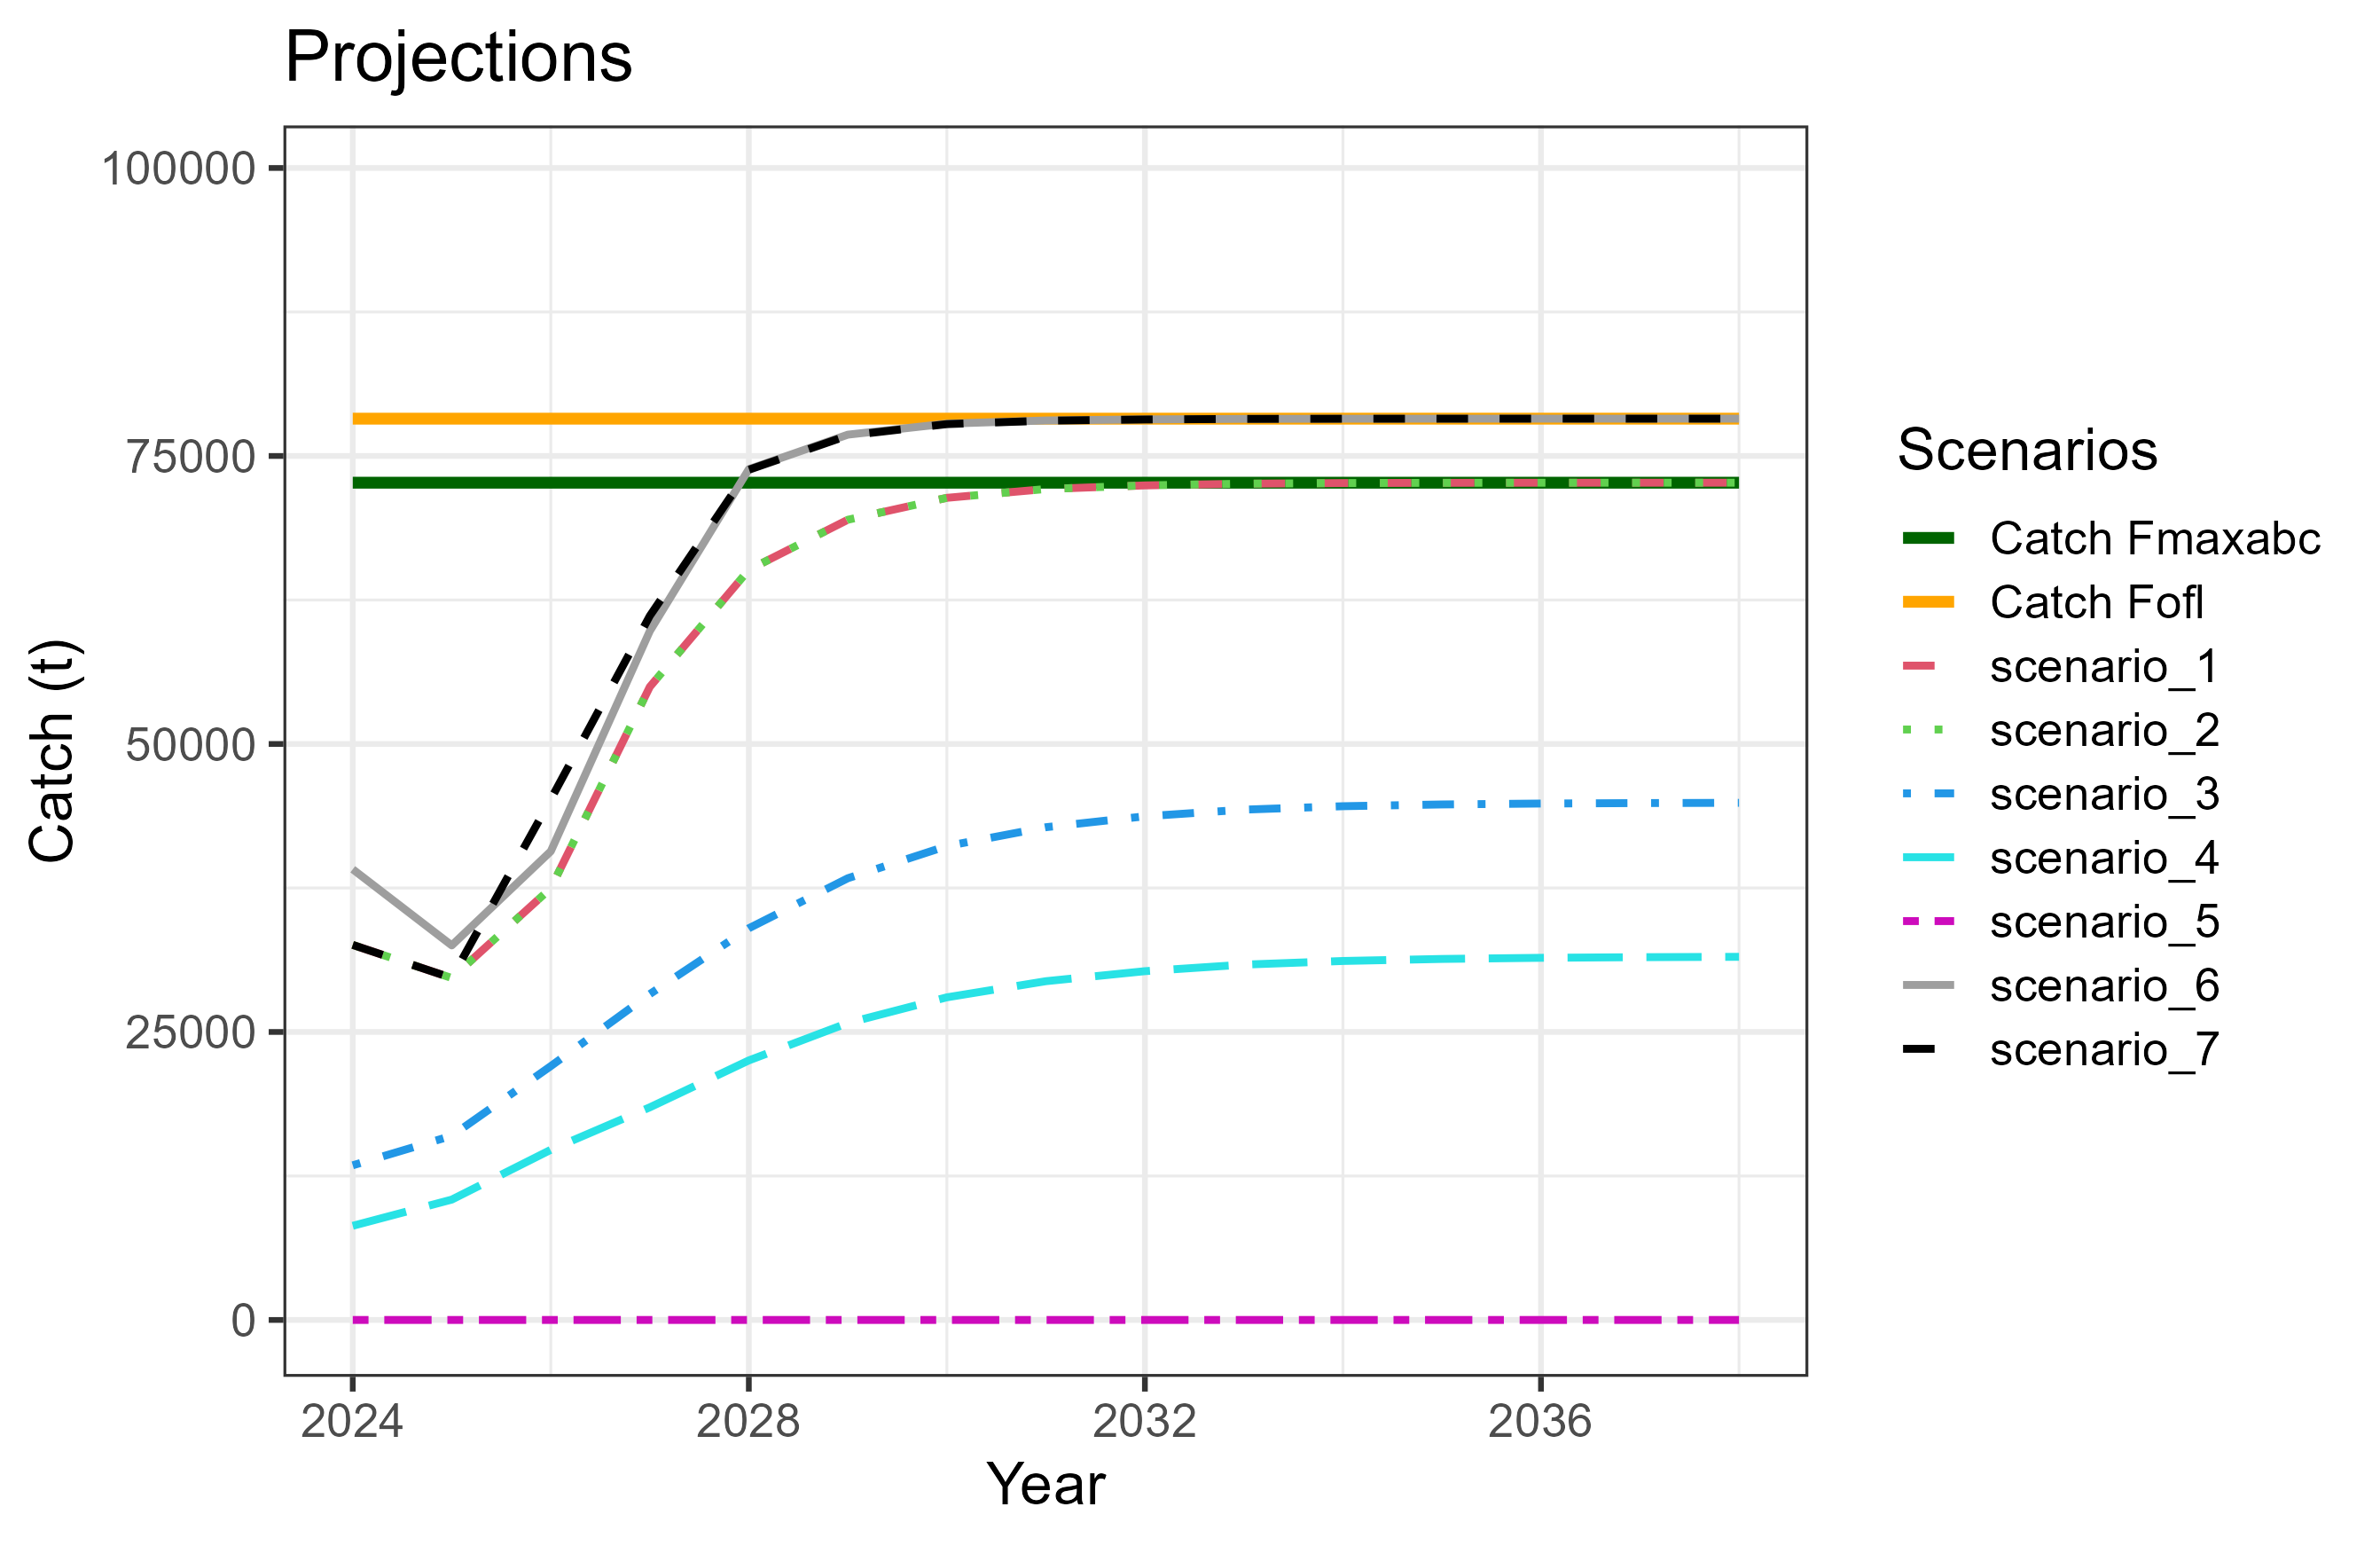 Projections
100000
75000
50000
25000
0
Catch (t)
2024 2028 2032 2036
Year
Scenarios
Catch Fmaxabc
Catch Fofl
scenario_1
scenario_2
scenario_3
scenario_4
scenario_5
scenario_6
scenario_7